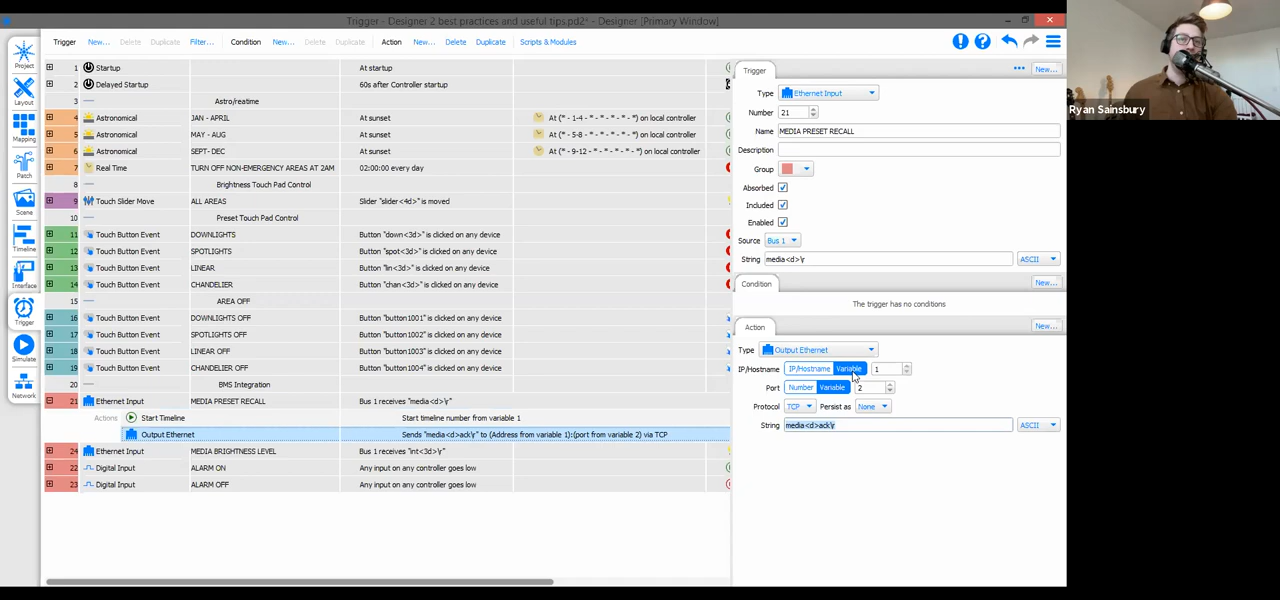 Trigger - Designer 2 best practices and useful tips.pd2* - Designer [Primary Window]
Trigger New... Delete Duplicate Filter... Condition New... Delete Duplicate Action New... Delete Duplicate Scripts & Modules
Project
Layout
Mapping
Patch
Scene
Timeline
Interface
Trigger
Simulate
Network
1 Startup At startup
2 Delayed Startup 60s after Controller startup
3 Astro/reatime
4 Astronomical JAN - APRIL At sunset At (* - 1-4 - * - * - * - *) on local controller
5 Astronomical MAY - AUG At sunset At (* - 5-8 - * - * - * - *) on local controller
6 Astronomical SEPT- DEC At sunset At (* - 9-12 - * - * - * - *) on local controller
7 Real Time TURN OFF NON-EMERGENCY AREAS AT 2AM 02:00:00 every day
8 Brightness Touch Pad Control
9 Touch Slider Move ALL AREAS Slider "slider<4d>" is moved
10 Preset Touch Pad Control
11 Touch Button Event DOWNLIGHTS Button "down<3d>" is clicked on any device
12 Touch Button Event SPOTLIGHTS Button "spot<3d>" is clicked on any device
13 Touch Button Event LINEAR Button "lin<3d>" is clicked on any device
14 Touch Button Event CHANDELIER Button "chan<3d>" is clicked on any device
15 AREA OFF
16 Touch Button Event DOWNLIGHTS OFF Button "button1001" is clicked on any device
17 Touch Button Event SPOTLIGHTS OFF Button "button1002" is clicked on any device
18 Touch Button Event LINEAR OFF Button "button1003" is clicked on any device
19 Touch Button Event CHANDELIER OFF Button "button1004" is clicked on any device
20 BMS Integration
21 Ethernet Input MEDIA PRESET RECALL Bus 1 receives "media<d>\r"
Actions Start Timeline Start timeline number from variable 1
Output Ethernet Sends "media<d>ack\r" to (Address from variable 1):(port from variable 2) via TCP
24 Ethernet Input MEDIA BRIGHTNESS LEVEL Bus 1 receives "int<3d>\r"
22 Digital Input ALARM ON Any input on any controller goes low
23 Digital Input ALARM OFF Any input on any controller goes low
Trigger New...
Type Ethernet Input
Number 21
Name MEDIA PRESET RECALL
Description
Group
Absorbed
Included
Enabled
Source Bus 1
String media<d>\r ASCII
Condition New...
The trigger has no conditions
Action New...
Type Output Ethernet
IP/Hostname IP/Hostname Variable 1
Port Number Variable 2
Protocol TCP Persist as None
String media<d>ack\r ASCII
Ryan Sainsbury